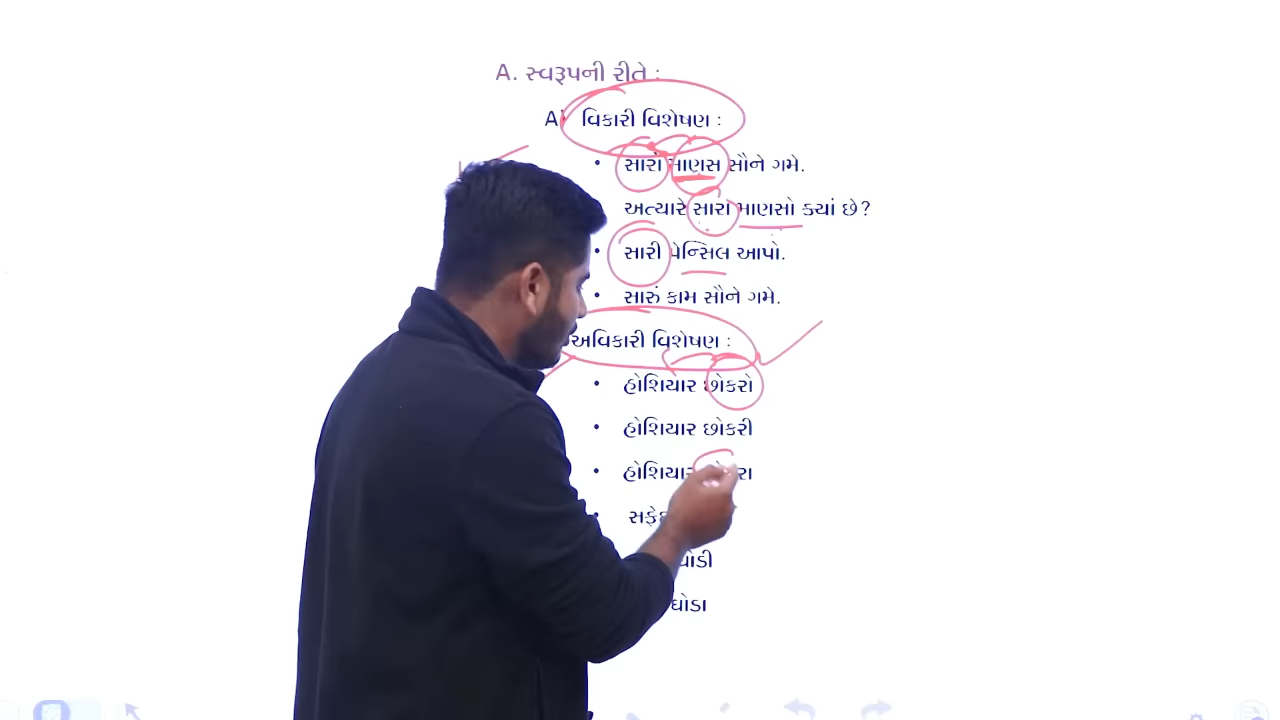 A. સ્વરૂપની રીતે :
A વિકારી વિશેષણ :
• સારો માણસ સૌને ગમે.
અત્યારે સારા માણસો ક્યાં છે?
• સારી પેન્સિલ આપો.
• સારું કામ સૌને ગમે.
અવિકારી વિશેષણ :
• હોશિયાર છોકરો
• હોશિયાર છોકરી
• હોશિયાર
ઘોડા